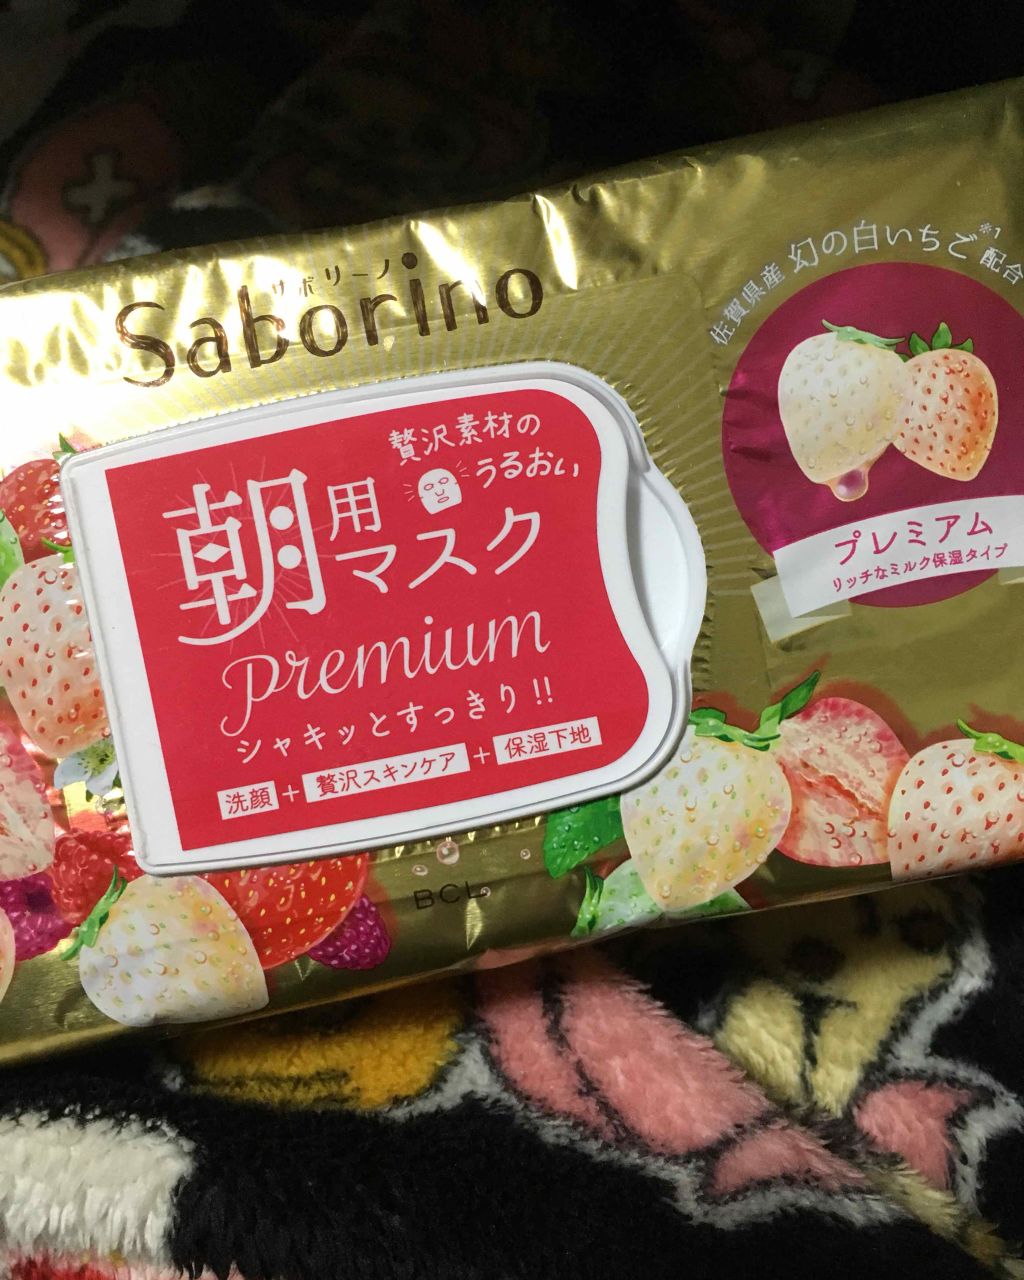 サボリーノ
Saborino
佐賀県産 幻の白いちご※1配合
贅沢素材の
うるおい
朝用
マスク
Premium
シャキッとすっきり!!
洗顔+贅沢スキンケア+保湿下地
プレミアム
リッチなミルク保湿タイプ
BCL